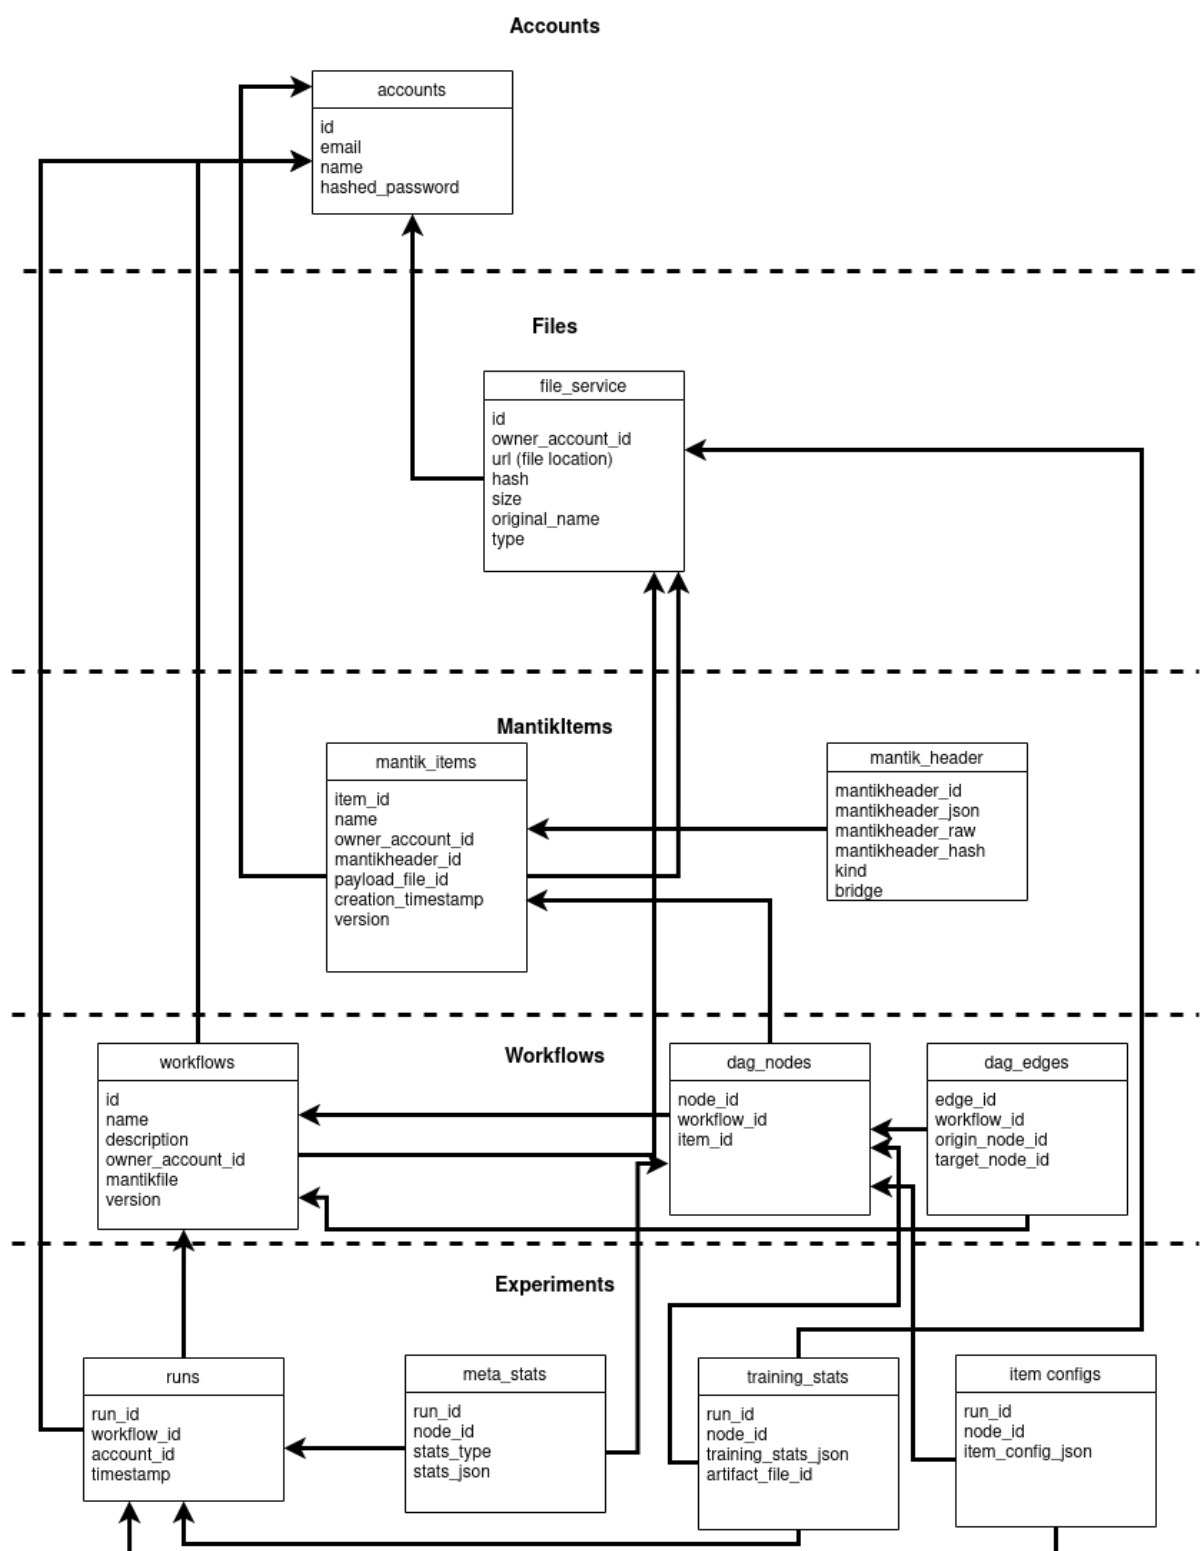 Accounts
accounts
id
email
name
hashed_password
Files
file_service
id
owner_account_id
url (file location)
hash
size
original_name
type
MantikItems
mantik_items
item_id
name
owner_account_id
mantikheader_id
payload_file_id
creation_timestamp
version
mantik_header
mantikheader_id
mantikheader_json
mantikheader_raw
mantikheader_hash
kind
bridge
Workflows
workflows
id
name
description
owner_account_id
mantikfile
version
dag_nodes
node_id
workflow_id
item_id
dag_edges
edge_id
workflow_id
origin_node_id
target_node_id
Experiments
runs
run_id
workflow_id
account_id
timestamp
meta_stats
run_id
node_id
stats_type
stats_json
training_stats
run_id
node_id
training_stats_json
artifact_file_id
item configs
run_id
node_id
item_config_json